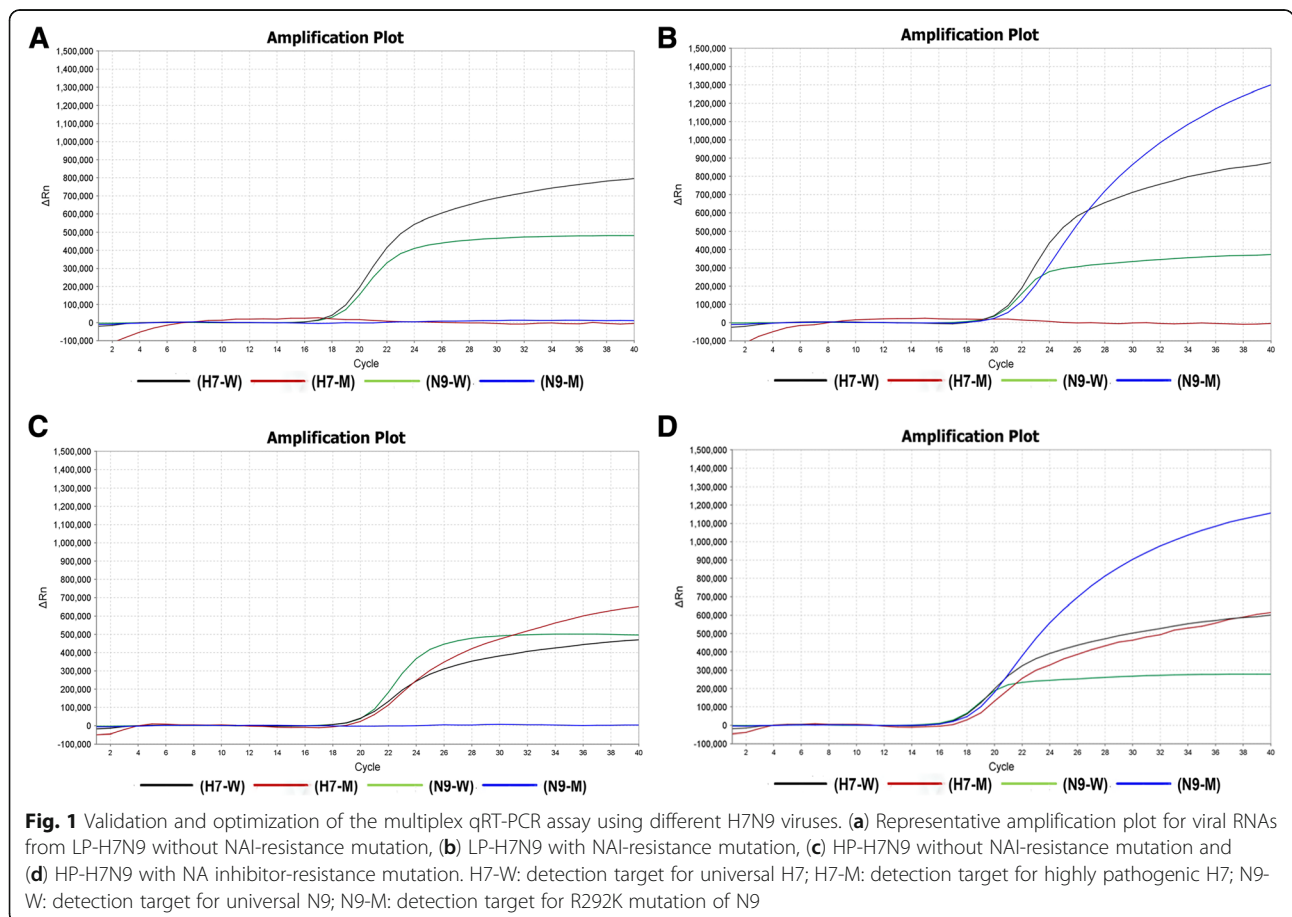 A
Amplification Plot
1,500,000
1,400,000
1,300,000
1,200,000
1,100,000
1,000,000
900,000
800,000
700,000
600,000
500,000
400,000
300,000
200,000
100,000
0
-100,000
ΔRn
2 4 6 8 10 12 14 16 18 20 22 24 26 28 30 32 34 36 38 40
Cycle
(H7-W) (H7-M) (N9-W) (N9-M)
B
Amplification Plot
1,500,000
1,400,000
1,300,000
1,200,000
1,100,000
1,000,000
900,000
800,000
700,000
600,000
500,000
400,000
300,000
200,000
100,000
0
-100,000
ΔRn
2 4 6 8 10 12 14 16 18 20 22 24 26 28 30 32 34 36 38 40
Cycle
(H7-W) (H7-M) (N9-W) (N9-M)
C
Amplification Plot
1,500,000
1,400,000
1,300,000
1,200,000
1,100,000
1,000,000
900,000
800,000
700,000
600,000
500,000
400,000
300,000
200,000
100,000
0
-100,000
ΔRn
2 4 6 8 10 12 14 16 18 20 22 24 26 28 30 32 34 36 38 40
Cycle
(H7-W) (H7-M) (N9-W) (N9-M)
D
Amplification Plot
1,500,000
1,400,000
1,300,000
1,200,000
1,100,000
1,000,000
900,000
800,000
700,000
600,000
500,000
400,000
300,000
200,000
100,000
0
-100,000
ΔRn
2 4 6 8 10 12 14 16 18 20 22 24 26 28 30 32 34 36 38 40
Cycle
(H7-W) (H7-M) (N9-W) (N9-M)
Fig. 1 Validation and optimization of the multiplex qRT-PCR assay using different H7N9 viruses. (a) Representative amplification plot for viral RNAs
from LP-H7N9 without NAI-resistance mutation, (b) LP-H7N9 with NAI-resistance mutation, (c) HP-H7N9 without NAI-resistance mutation and
(d) HP-H7N9 with NA inhibitor-resistance mutation. H7-W: detection target for universal H7; H7-M: detection target for highly pathogenic H7; N9-
W: detection target for universal N9; N9-M: detection target for R292K mutation of N9